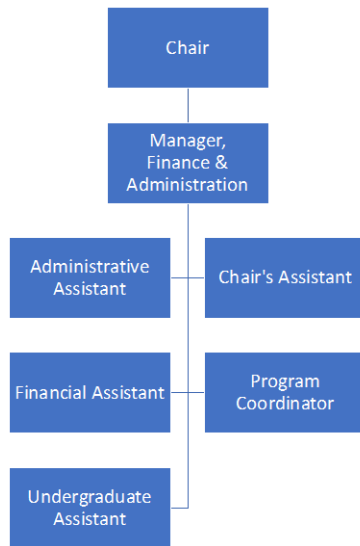 Chair
Manager,
Finance &
Administration
Administrative
Assistant
Chair's Assistant
Financial Assistant
Program
Coordinator
Undergraduate
Assistant